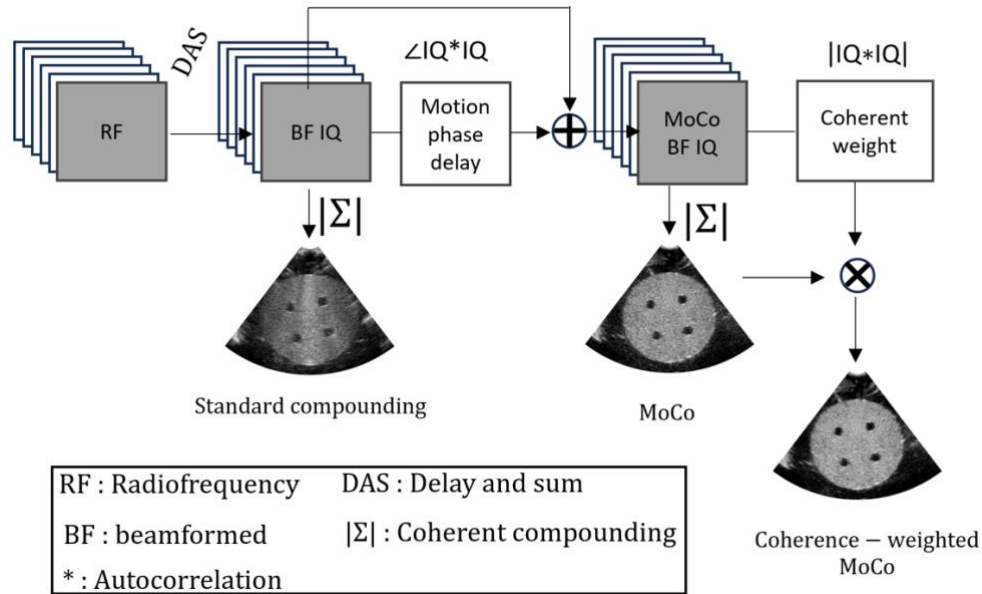 DAS
∠IQ*IQ
|IQ*IQ|
RF
BF IQ
Motion
phase
delay
MoCo
BF IQ
Coherent
weight
|Σ|
|Σ|
Standard compounding
MoCo
Coherence – weighted
MoCo
RF : Radiofrequency
DAS : Delay and sum
BF : beamformed
|Σ| : Coherent compounding
* : Autocorrelation